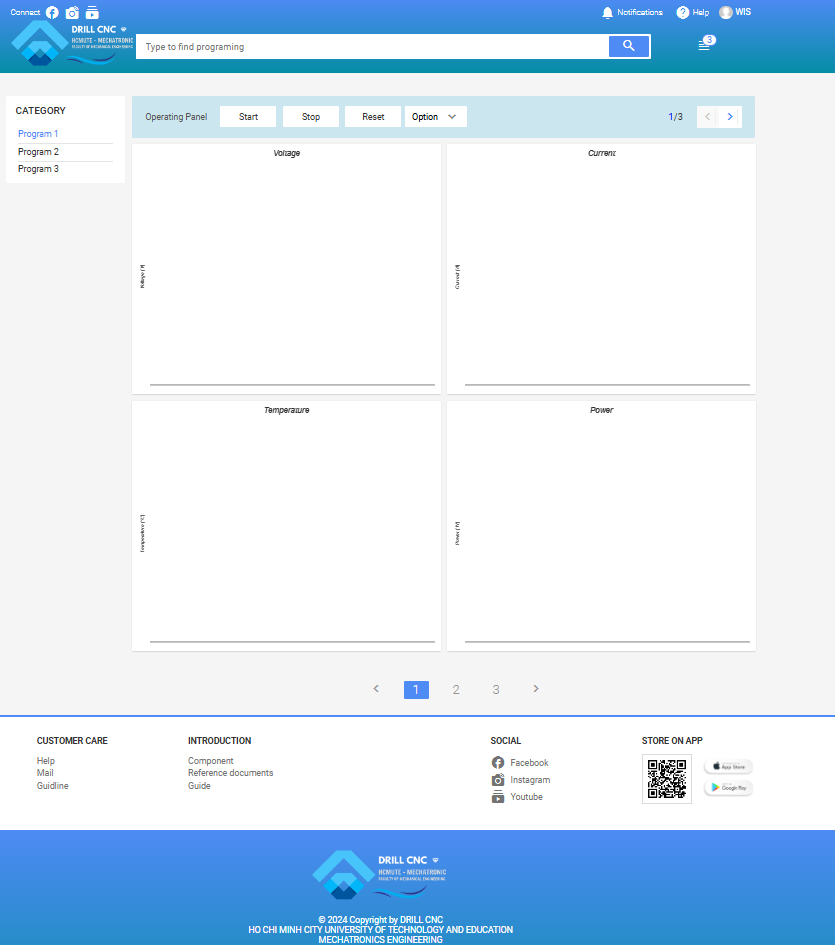 Connect
Notifications
Help
WIS
DRILL CNC
HCMUTE - MECHATRONIC
FACULTY OF MECHANICAL ENGINEERING
Type to find programing
3
CATEGORY
Program 1
Program 2
Program 3
Operating Panel
Start
Stop
Reset
Option
1/3
Voltage
Voltage (V)
Current
Current (A)
Temperature
Temperature (°C)
Power
Power (W)
1
2
3
CUSTOMER CARE
Help
Mail
Guidline
INTRODUCTION
Component
Reference documents
Guide
SOCIAL
Facebook
Instagram
Youtube
STORE ON APP
App Store
Google Play
DRILL CNC
HCMUTE - MECHATRONIC
FACULTY OF MECHANICAL ENGINEERING
© 2024 Copyright by DRILL CNC
HO CHI MINH CITY UNIVERSITY OF TECHNOLOGY AND EDUCATION
MECHATRONICS ENGINEERING